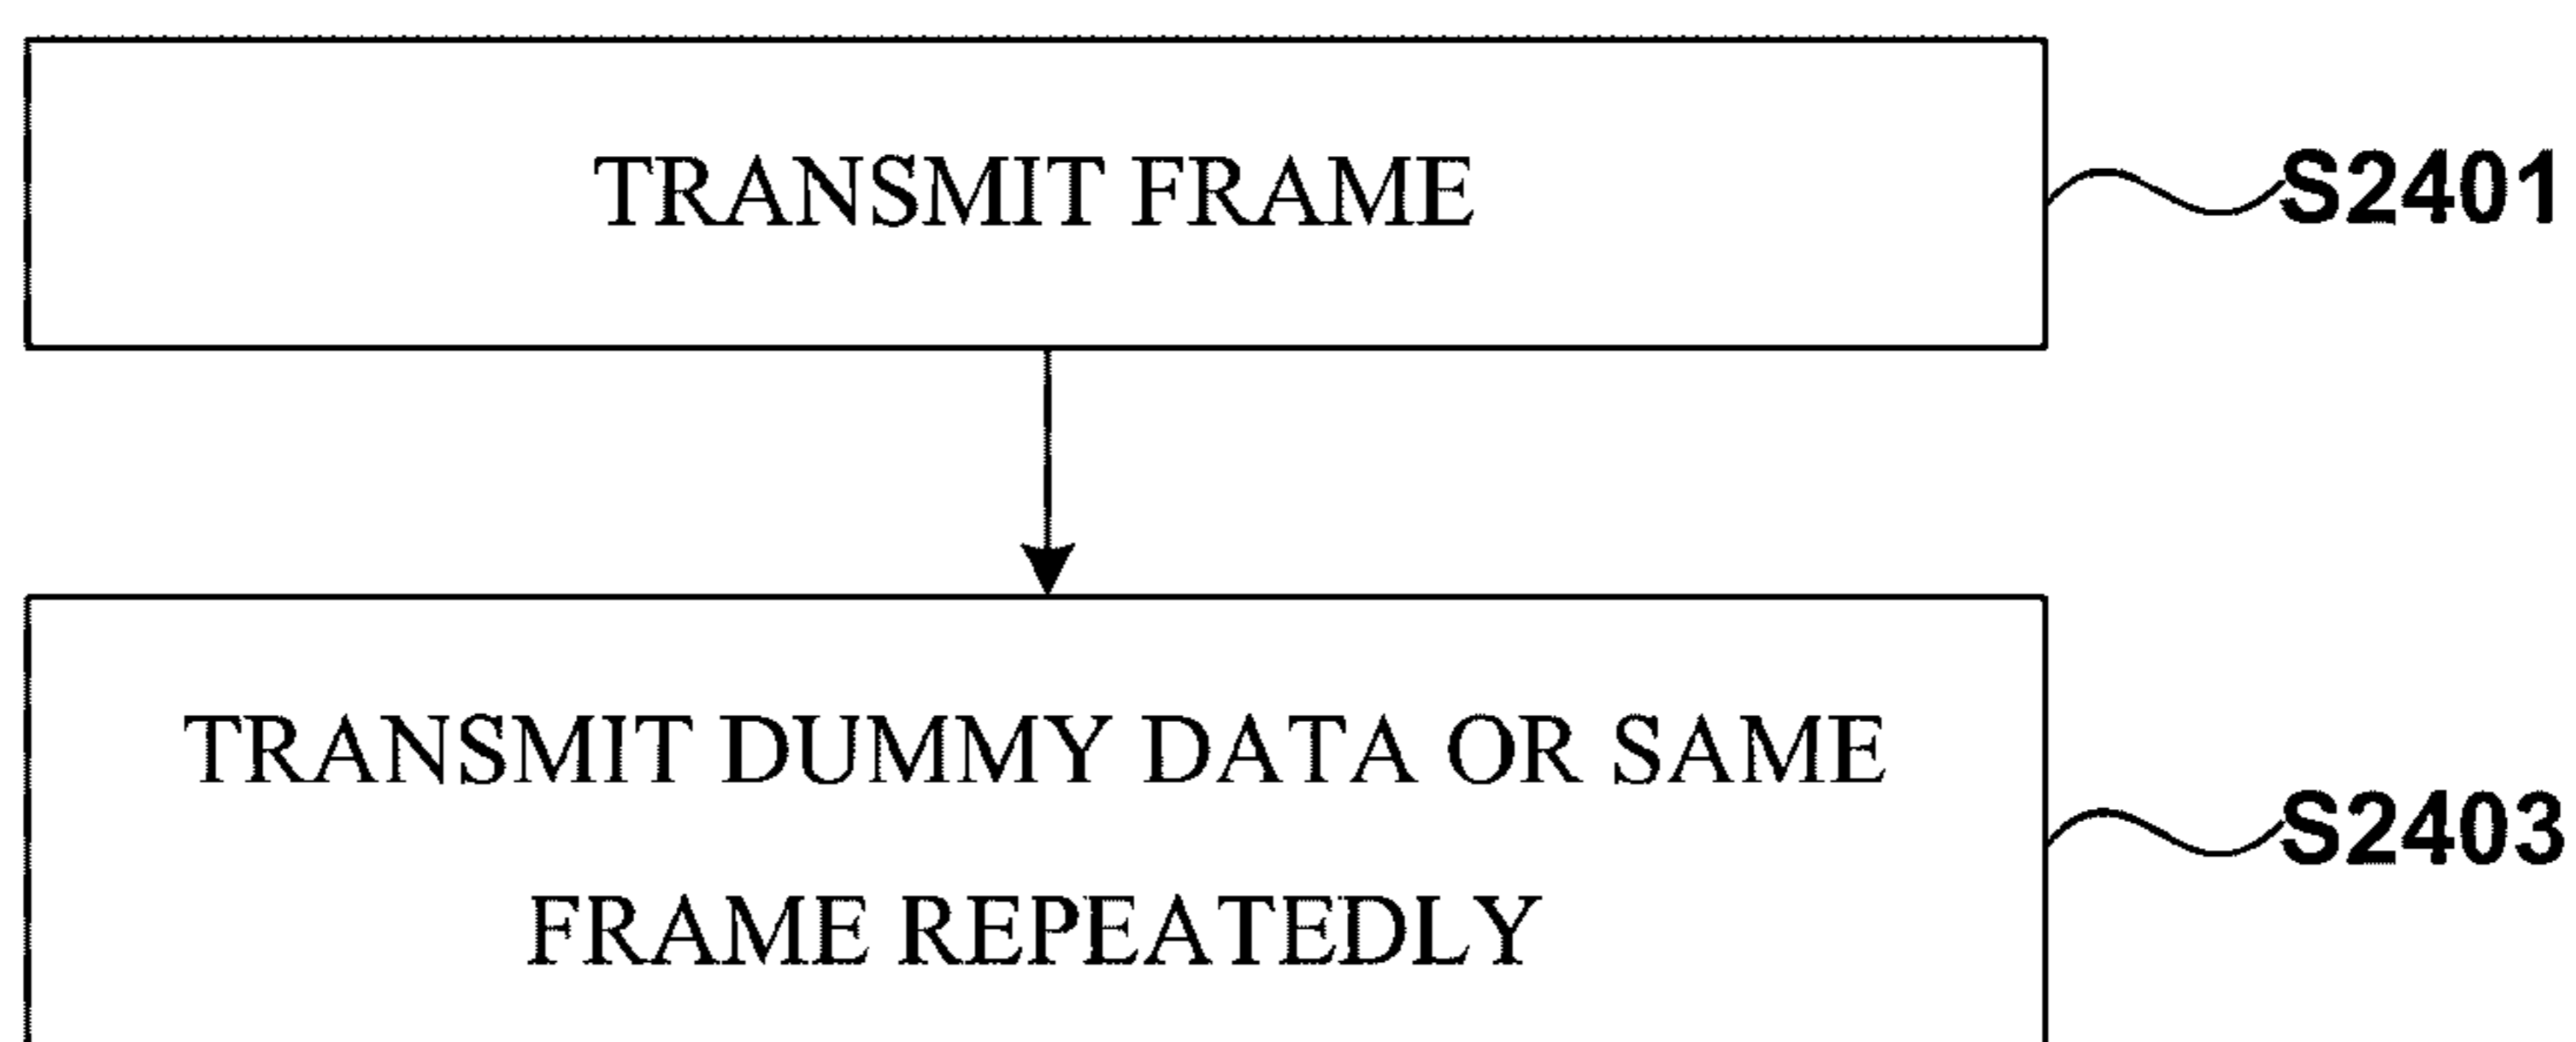 TRANSMIT FRAME
S2401
TRANSMIT DUMMY DATA OR SAME
FRAME REPEATEDLY
S2403